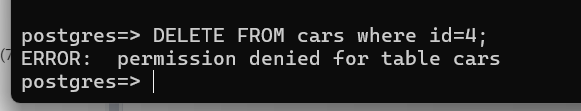 postgres=> DELETE FROM cars where id=4;
ERROR:  permission denied for table cars
postgres=>